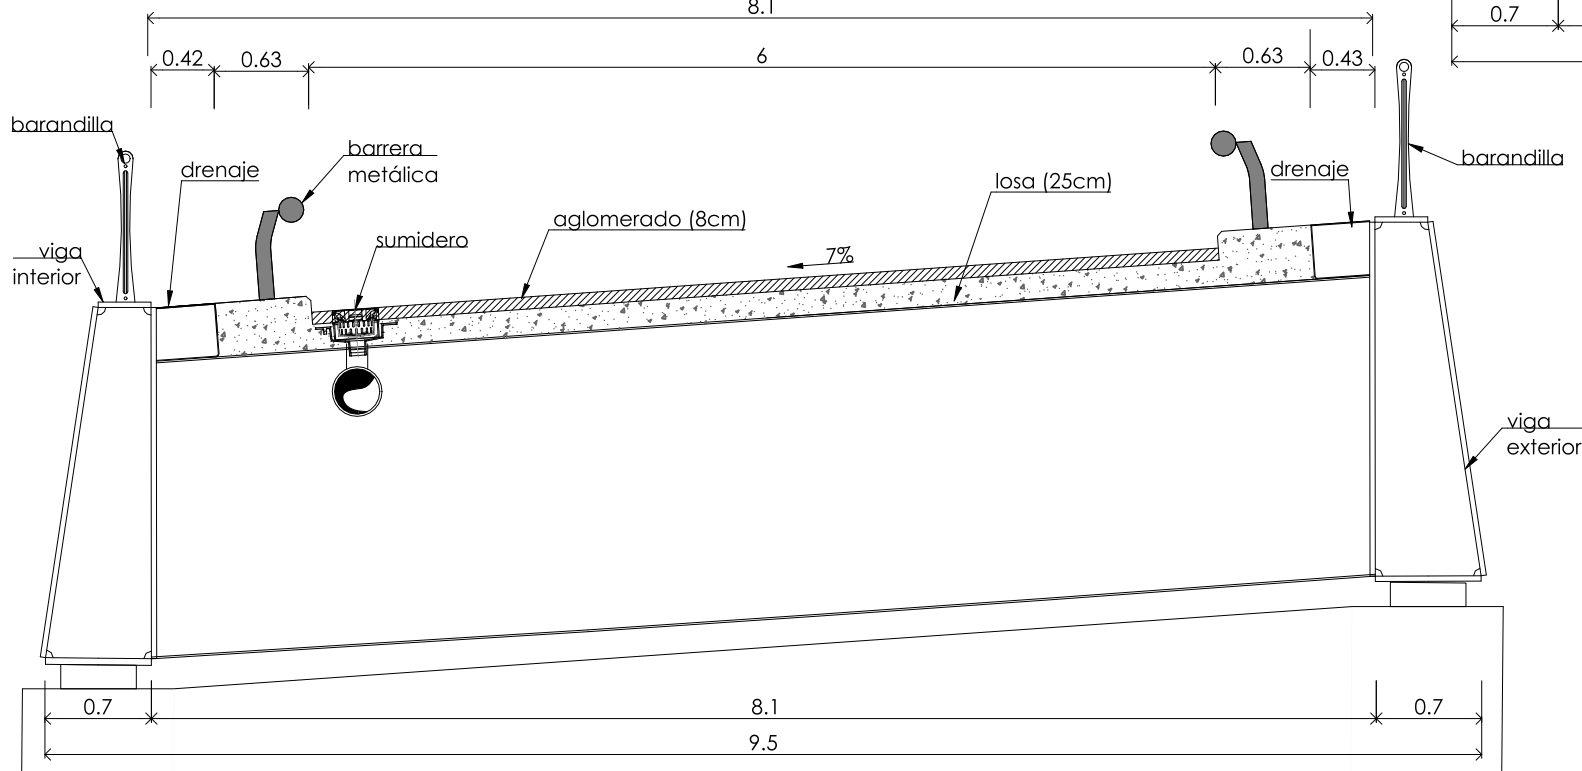 8.1
0.7
0.42
0.63
6
0.63
0.43
barandilla
drenaje
barrera
metálica
losa (25cm)
drenaje
barandilla
aglomerado (8cm)
sumidero
7%
viga
interior
viga
exterior
0.7
8.1
0.7
9.5